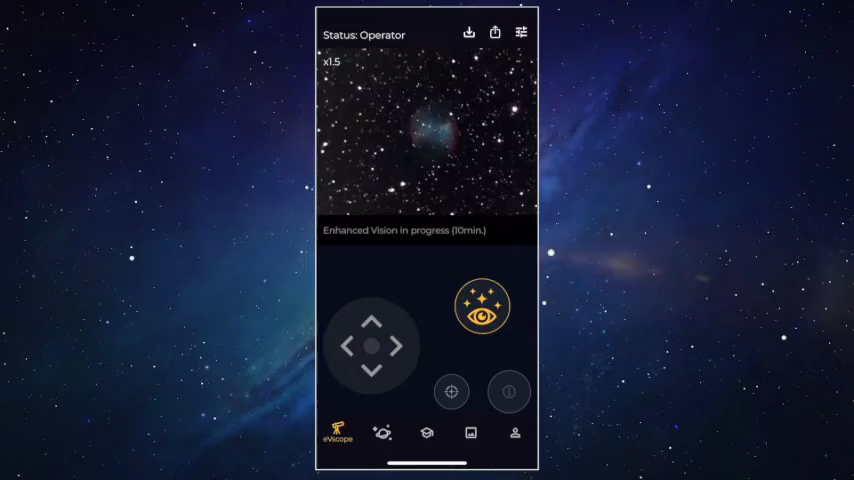 Status: Operator
x1.5
Enhanced Vision in progress (10min.)
eVscope